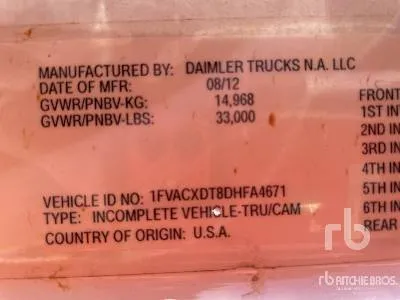 MANUFACTURED BY: DAIMLER TRUCKS N.A. LLC
DATE OF MFR: 08/12
GVWR/PNBV-KG: 14,968
GVWR/PNBV-LBS: 33,000
FRONT
1ST IN
2ND IN
3RD IN
4TH IN
5TH IN
6TH IN
REAR
VEHICLE ID NO: 1FVACXDT8DHFA4671
TYPE: INCOMPLETE VEHICLE-TRU/CAM
COUNTRY OF ORIGIN: U.S.A.
rb
rb RITCHIE BROS.